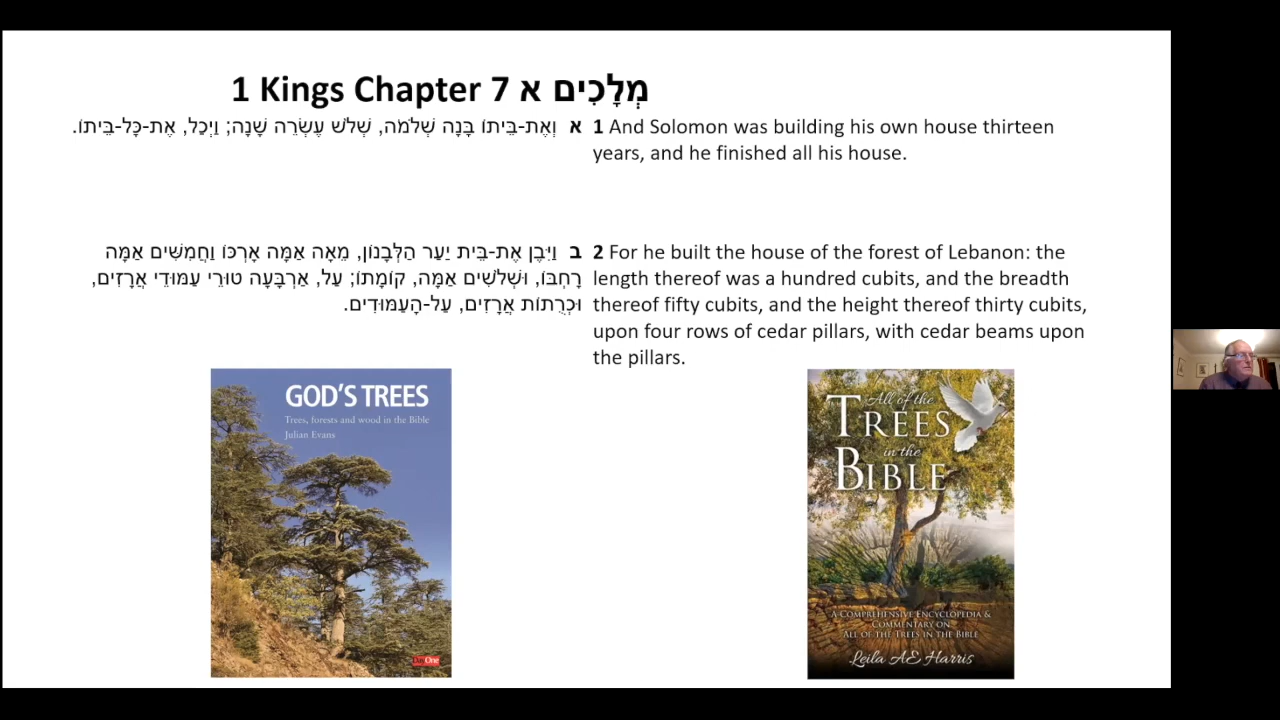 1 Kings Chapter 7 מְלָכִים א
א וְאֶת-בֵּיתוֹ בָּנָה שְׁלֹמֹה, שְׁלֹשׁ עֶשְׂרֵה שָׁנָה; וַיְכַל, אֶת-כָּל-בֵּיתוֹ.
1 And Solomon was building his own house thirteen
years, and he finished all his house.
ב וַיִּבֶן אֶת-בֵּית יַעַר הַלְּבָנוֹן, מֵאָה אַמָּה אָרְכּוֹ וַחֲמִשִּׁים אַמָּה
רָחְבּוֹ, וּשְׁלֹשִׁים אַמָּה, קוֹמָתוֹ; עַל, אַרְבָּעָה טוּרֵי עַמּוּדֵי אֲרָזִים,
וּכְרֻתוֹת אֲרָזִים, עַל-הָעַמּוּדִים.
2 For he built the house of the forest of Lebanon: the
length thereof was a hundred cubits, and the breadth
thereof fifty cubits, and the height thereof thirty cubits,
upon four rows of cedar pillars, with cedar beams upon
the pillars.
GOD'S TREES
Trees, forests and wood in the Bible
Julian Evans
DayOne
All of the
TREES
in the
BIBLE
A COMPREHENSIVE ENCYCLOPEDIA &
COMMENTARY ON
ALL OF THE TREES IN THE BIBLE
Leila AE Harris